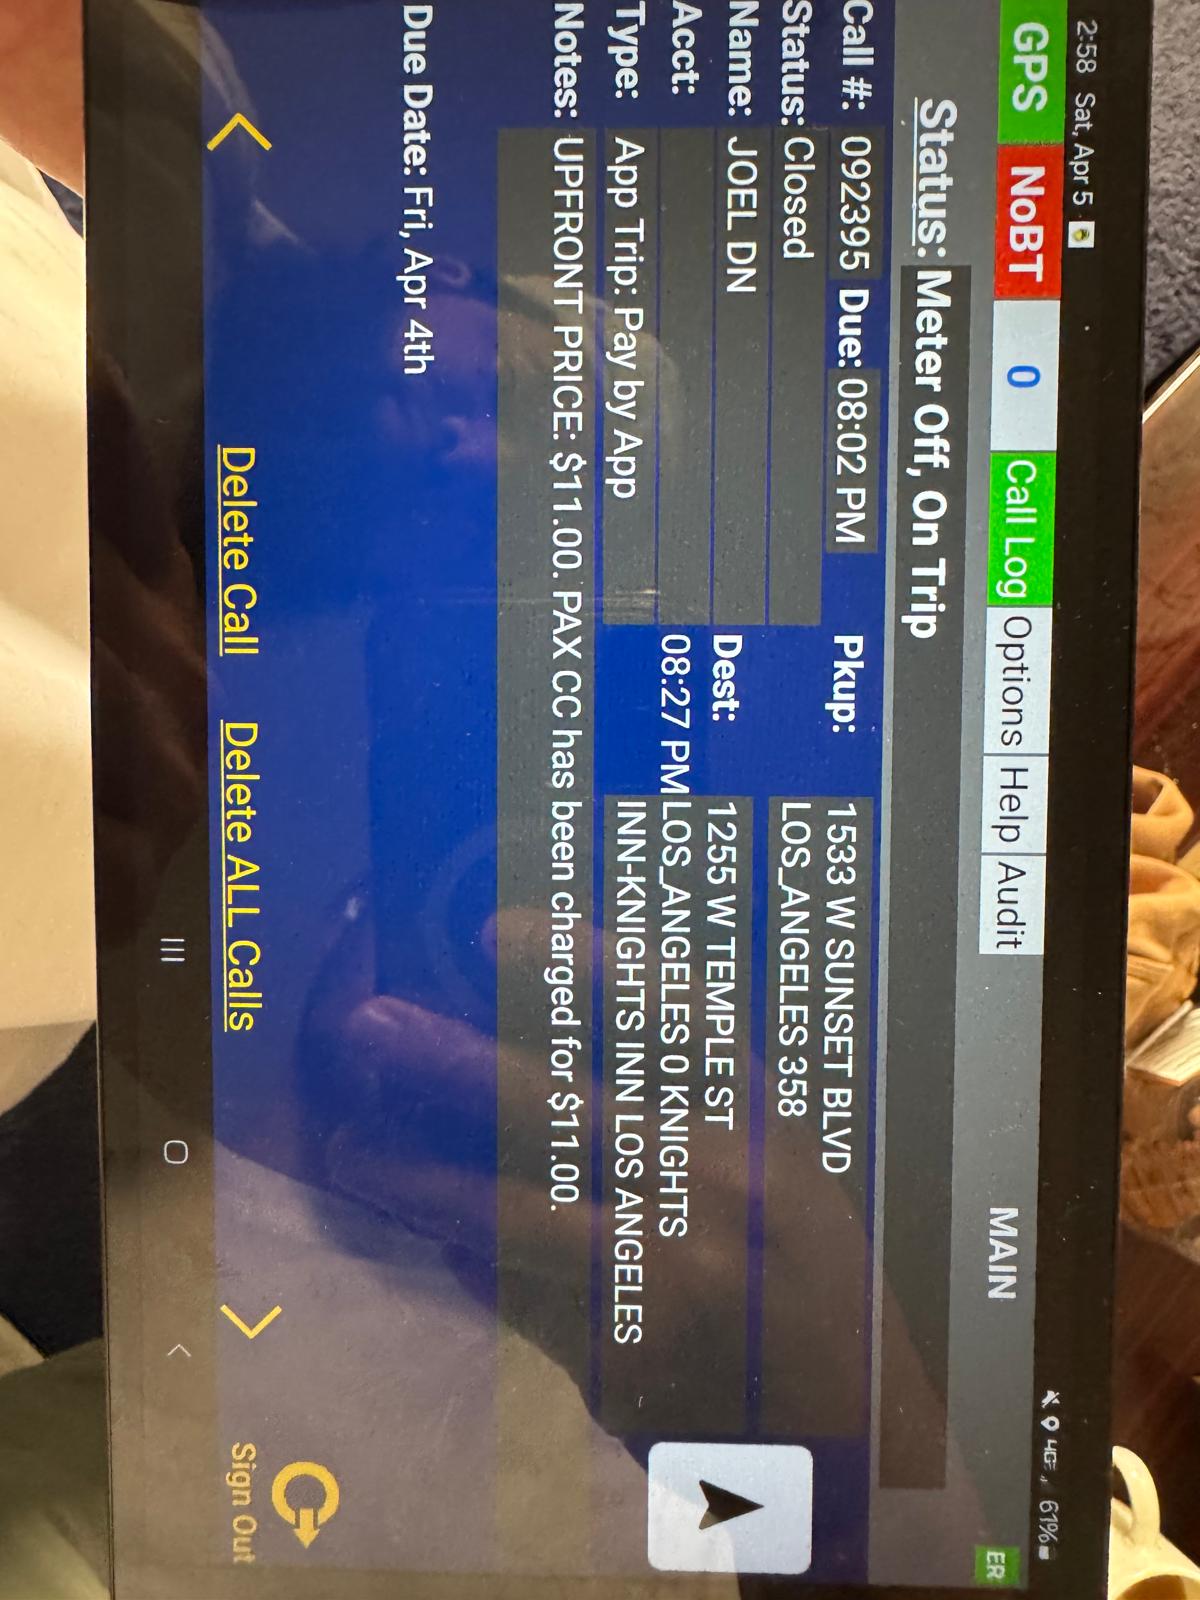 2:58 Sat, Apr 5
4G 61%
GPS NoBT 0 Call Log Options Help Audit MAIN ER
Status: Meter Off, On Trip
Call #: 092395 Due: 08:02 PM
Status: Closed
Name: JOEL DN
Acct:
Type: App Trip: Pay by App
Pkup: 1533 W SUNSET BLVD
LOS_ANGELES 358
Dest: 1255 W TEMPLE ST
08:27 PM LOS_ANGELES 0 KNIGHTS
INN-KNIGHTS INN LOS ANGELES
Notes: UPFRONT PRICE: $11.00. PAX CC has been charged for $11.00.
Due Date: Fri, Apr 4th
Delete Call Delete ALL Calls
Sign Out